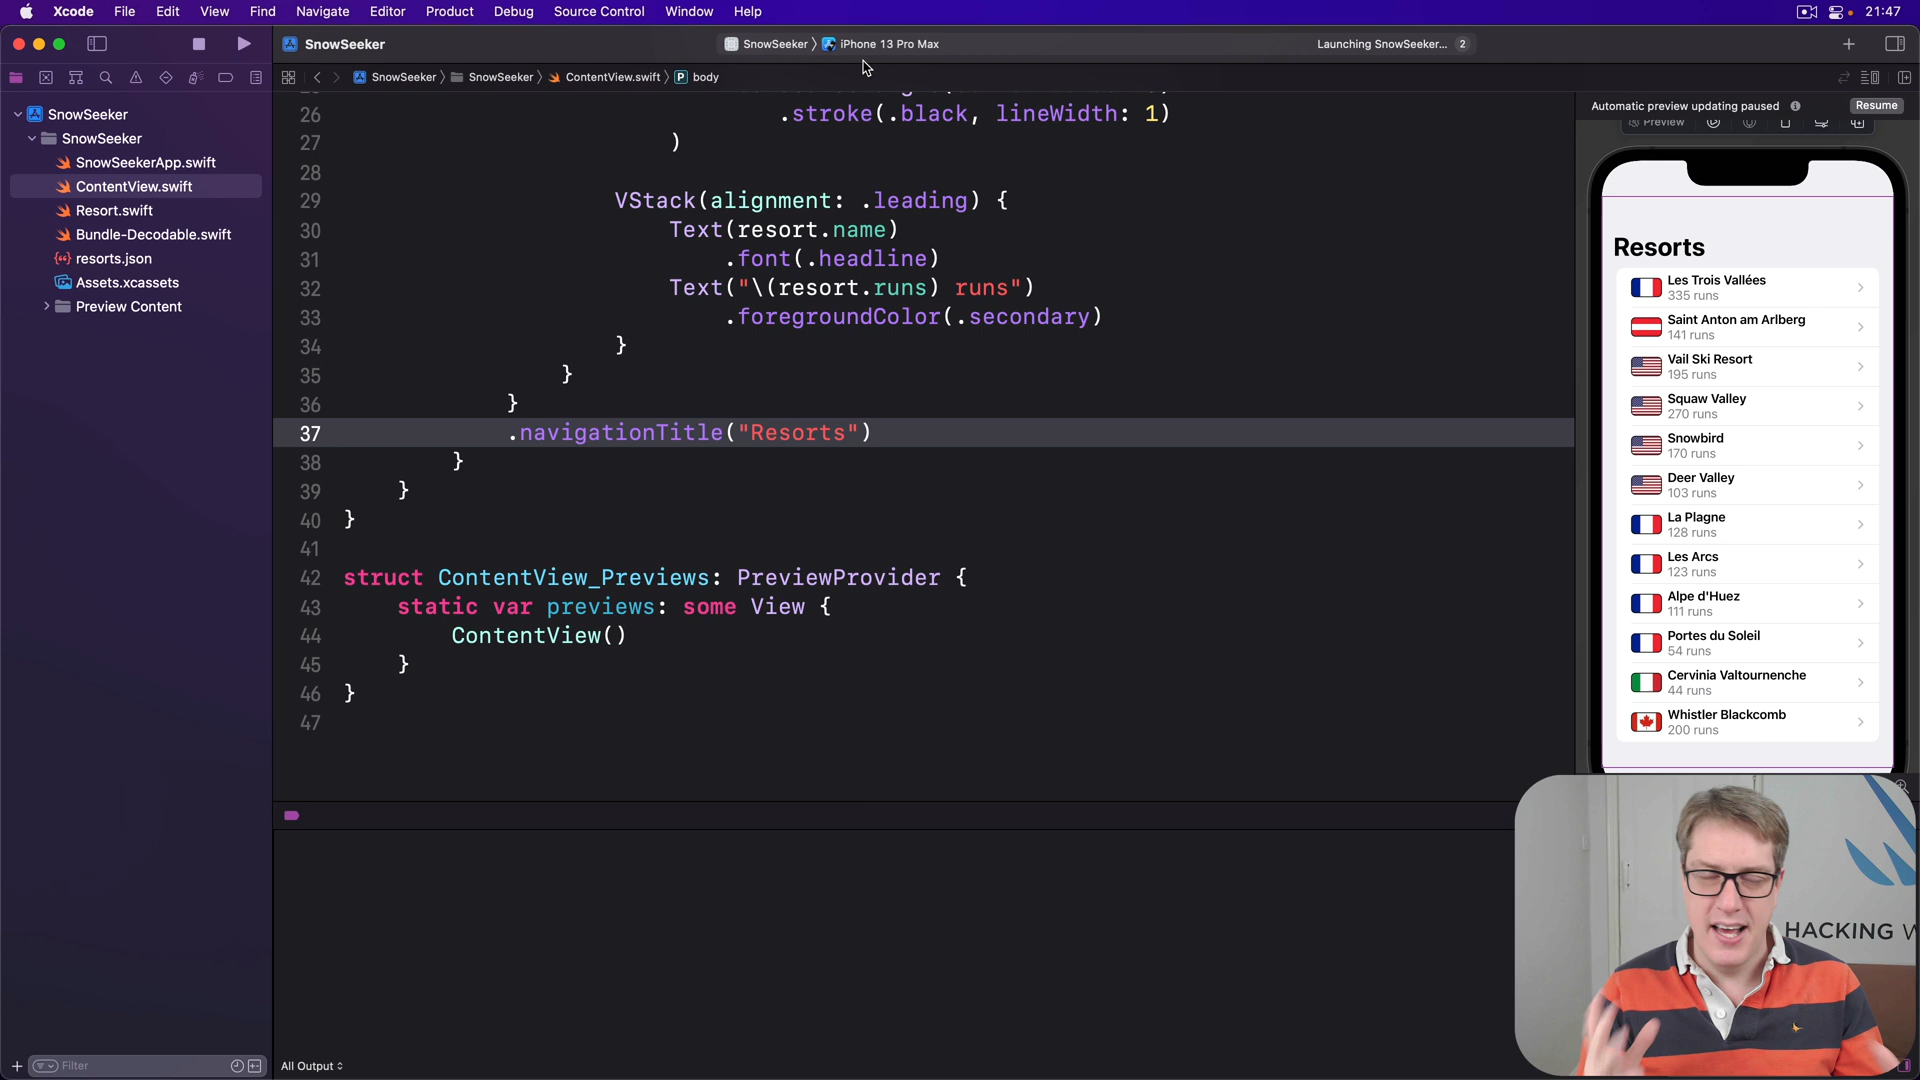 Xcode File Edit View Find Navigate Editor Product Debug Source Control Window Help 21:47
SnowSeeker SnowSeeker iPhone 13 Pro Max Launching SnowSeeker... 2
SnowSeeker SnowSeeker ContentView.swift P body
SnowSeeker
SnowSeeker
SnowSeekerApp.swift
ContentView.swift
Resort.swift
Bundle-Decodable.swift
resorts.json
Assets.xcassets
Preview Content
Filter
26 .stroke(.black, lineWidth: 1)
27 )
28
29 VStack(alignment: .leading) {
30 Text(resort.name)
31 .font(.headline)
32 Text("\(resort.runs) runs")
33 .foregroundColor(.secondary)
34 }
35 }
36 }
37 .navigationTitle("Resorts")
38 }
39 }
40 }
41
42 struct ContentView_Previews: PreviewProvider {
43 static var previews: some View {
44 ContentView()
45 }
46 }
47
All Output
Automatic preview updating paused Resume
Preview
Resorts
Les Trois Vallées
335 runs
Saint Anton am Arlberg
141 runs
Vail Ski Resort
195 runs
Squaw Valley
270 runs
Snowbird
170 runs
Deer Valley
103 runs
La Plagne
128 runs
Les Arcs
123 runs
Alpe d'Huez
111 runs
Portes du Soleil
54 runs
Cervinia Valtournenche
44 runs
Whistler Blackcomb
200 runs
HACKING W